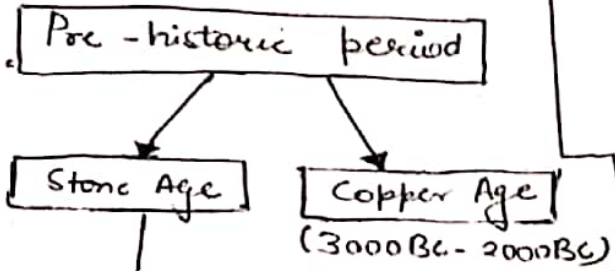 Pre-historic period
Stone Age
Copper Age
(3000BC-2000BC)